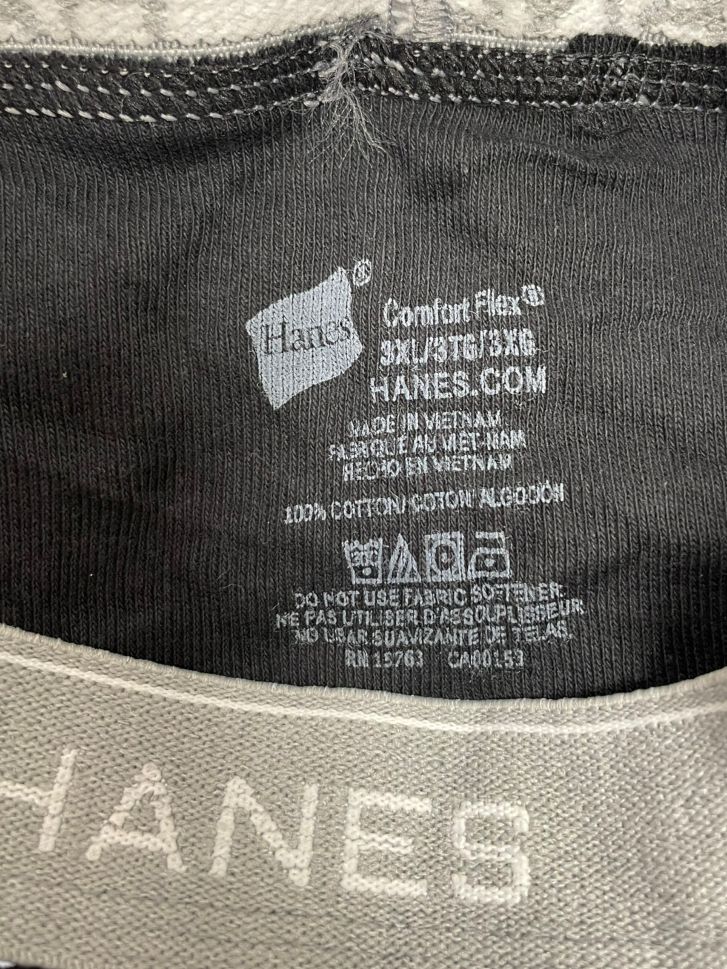 Hanes®
Comfort Flex®
3XL/3TG/3XG
HANES.COM
MADE IN VIETNAM
FABRIQUÉ AU VIET-NAM
HECHO EN VIETNAM
100% COTTON/ COTON/ ALGODÓN
DO NOT USE FABRIC SOFTENER.
NE PAS UTILISER D'ASSOUPLISSEUR
NO USAR SUAVIZANTE DE TELAS.
RN 15763 CA00153
HANES